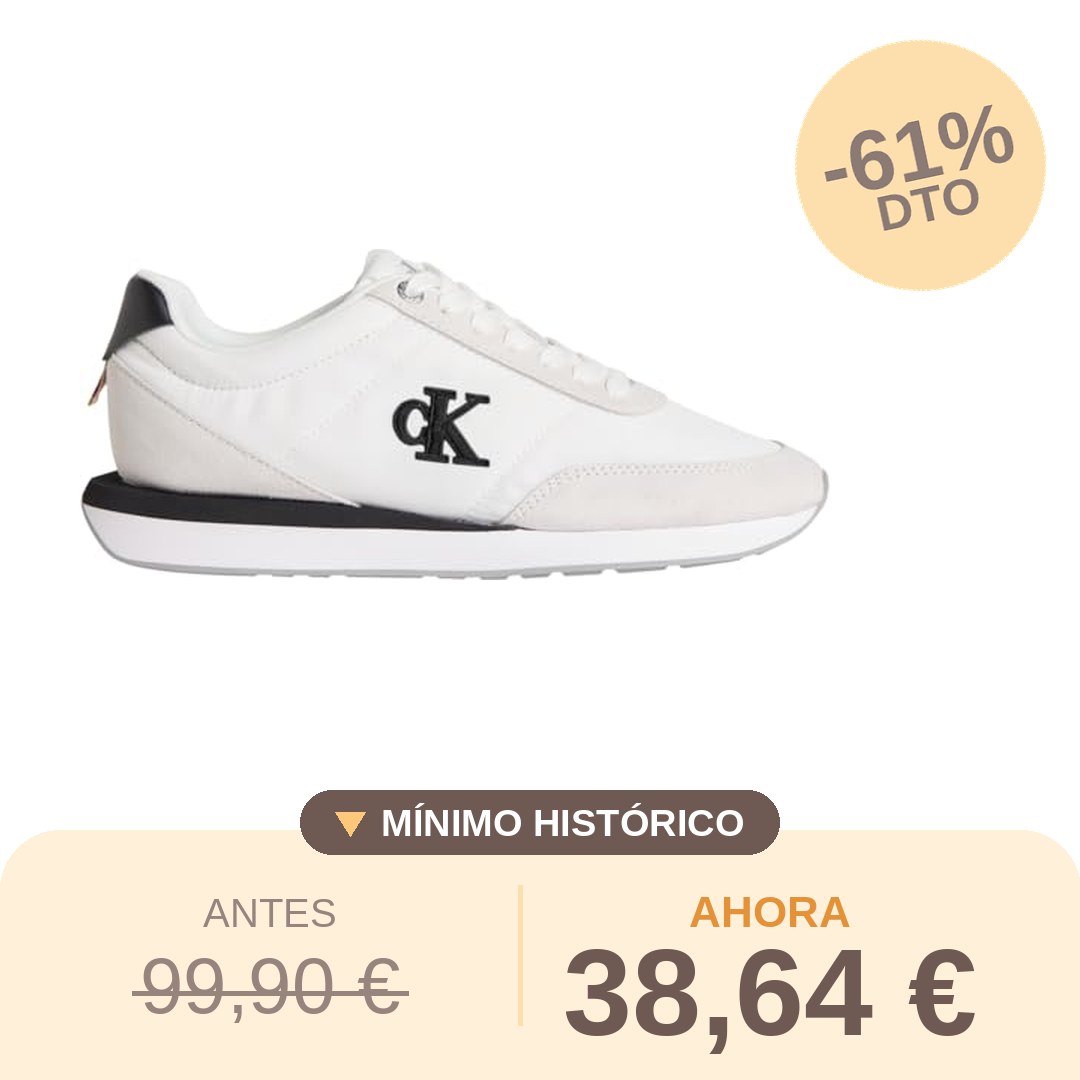 -61%
DTO
CK
MÍNIMO HISTÓRICO
ANTES
99,90 €
AHORA
38,64 €